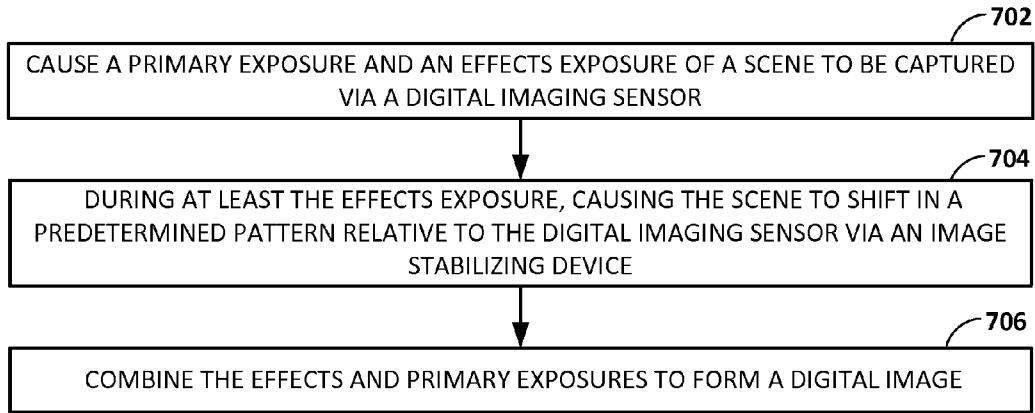 702
CAUSE A PRIMARY EXPOSURE AND AN EFFECTS EXPOSURE OF A SCENE TO BE CAPTURED
VIA A DIGITAL IMAGING SENSOR
704
DURING AT LEAST THE EFFECTS EXPOSURE, CAUSING THE SCENE TO SHIFT IN A
PREDETERMINED PATTERN RELATIVE TO THE DIGITAL IMAGING SENSOR VIA AN IMAGE
STABILIZING DEVICE
706
COMBINE THE EFFECTS AND PRIMARY EXPOSURES TO FORM A DIGITAL IMAGE